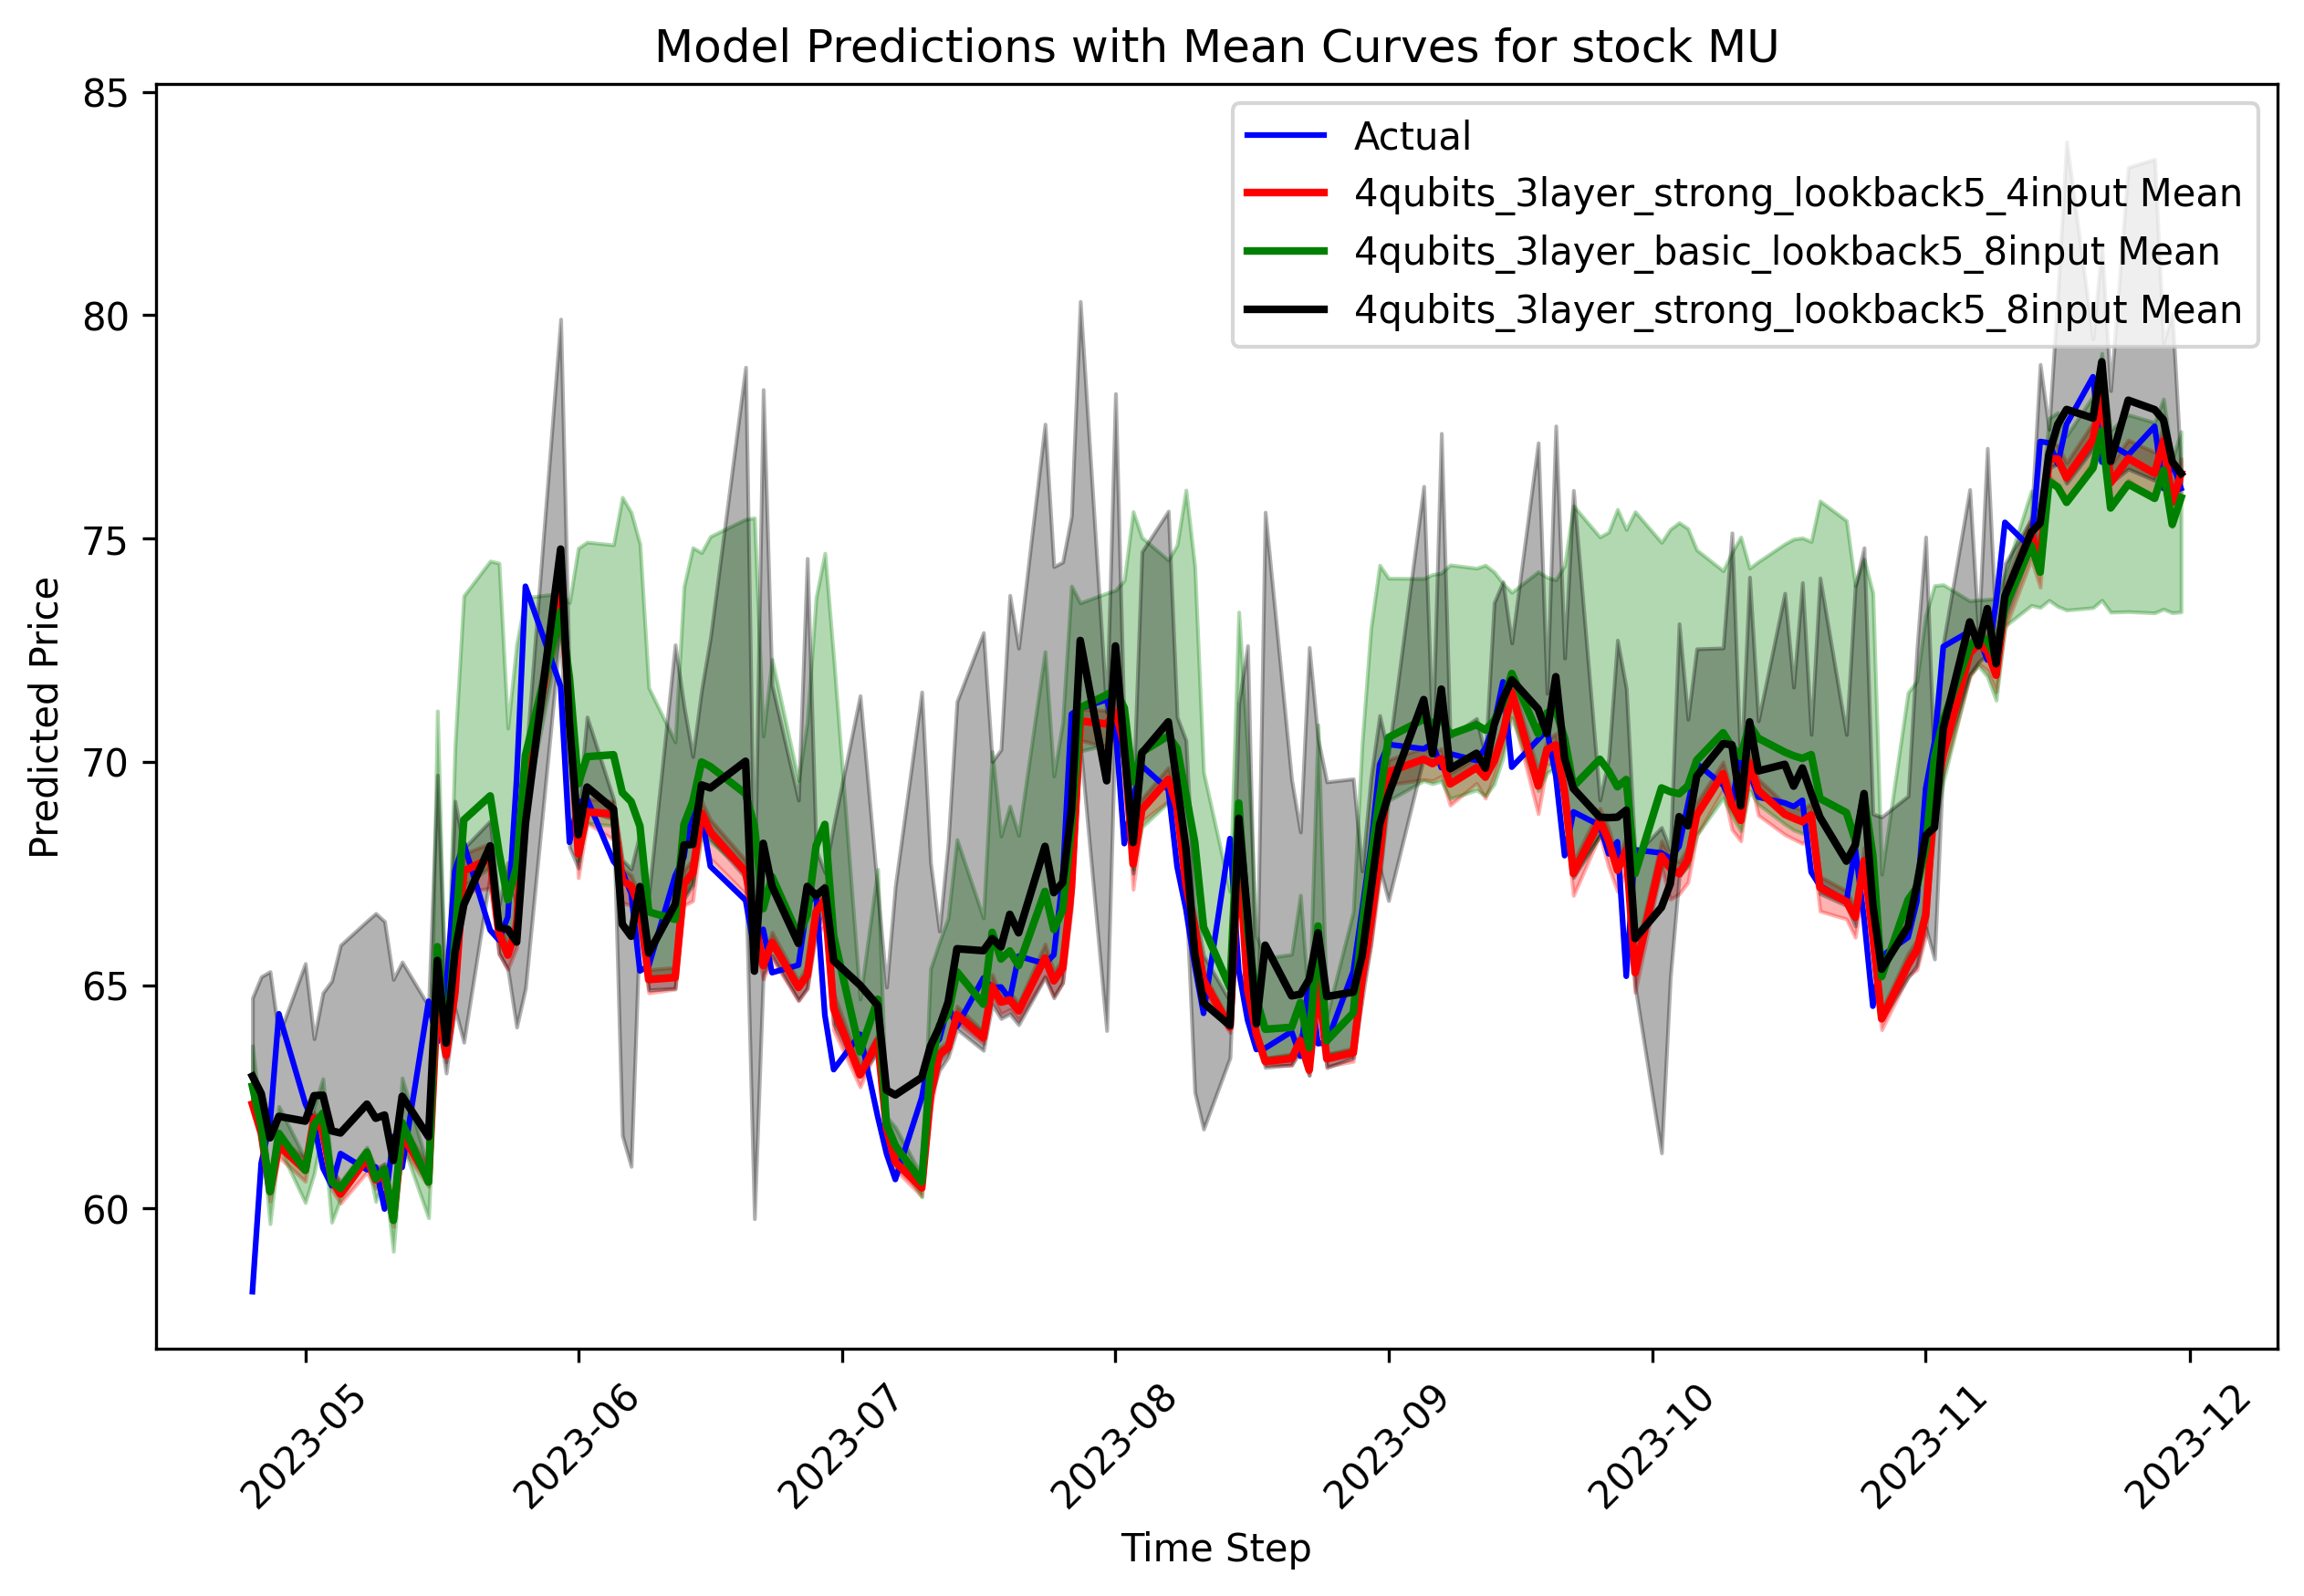 Model Predictions with Mean Curves for stock MU
85
80
75
70
65
60
Predicted Price
Actual
4qubits_3layer_strong_lookback5_4input Mean
4qubits_3layer_basic_lookback5_8input Mean
4qubits_3layer_strong_lookback5_8input Mean
2023-05
2023-06
2023-07
2023-08
2023-09
2023-10
2023-11
2023-12
Time Step